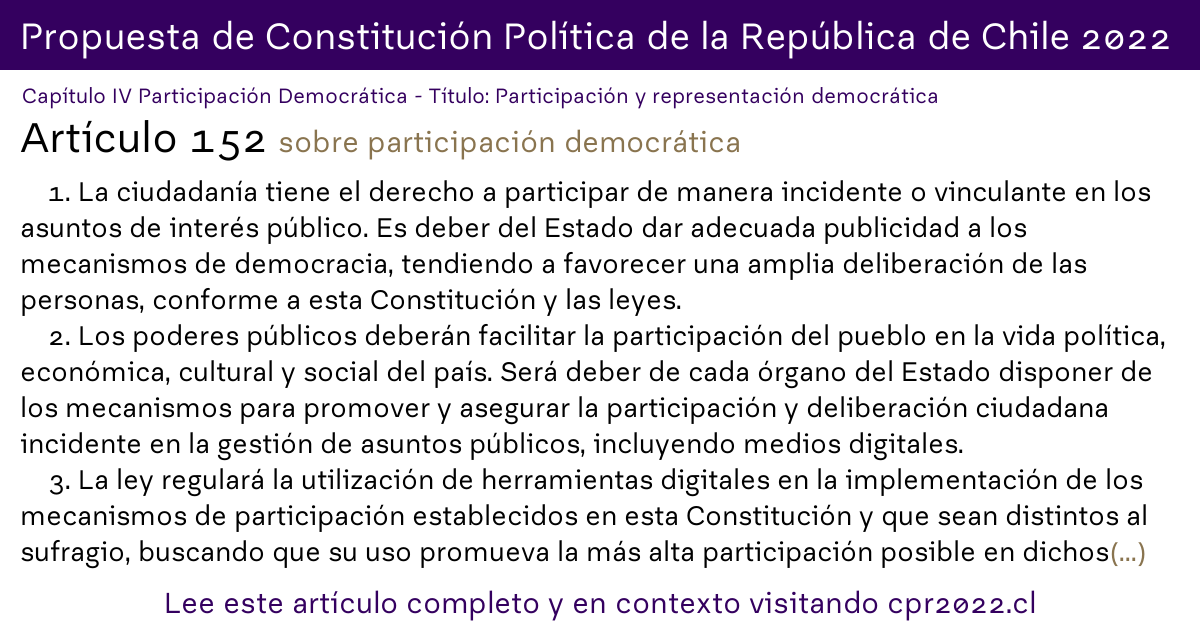 Propuesta de Constitución Política de la República de Chile 2022
Capítulo IV Participación Democrática - Título: Participación y representación democrática
Artículo 152 sobre participación democrática
1. La ciudadanía tiene el derecho a participar de manera incidente o vinculante en los
asuntos de interés público. Es deber del Estado dar adecuada publicidad a los
mecanismos de democracia, tendiendo a favorecer una amplia deliberación de las
personas, conforme a esta Constitución y las leyes.
2. Los poderes públicos deberán facilitar la participación del pueblo en la vida política,
económica, cultural y social del país. Será deber de cada órgano del Estado disponer de
los mecanismos para promover y asegurar la participación y deliberación ciudadana
incidente en la gestión de asuntos públicos, incluyendo medios digitales.
3. La ley regulará la utilización de herramientas digitales en la implementación de los
mecanismos de participación establecidos en esta Constitución y que sean distintos al
sufragio, buscando que su uso promueva la más alta participación posible en dichos(...)
Lee este artículo completo y en contexto visitando cpr2022.cl